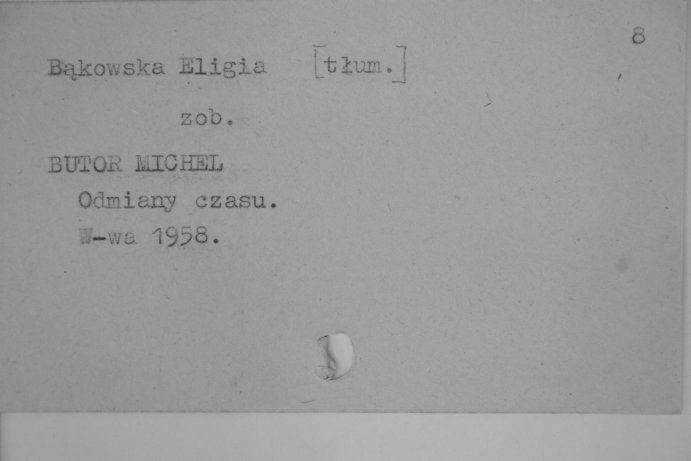 8
Bąkowska Eligia [tłum.]
zob.
BUTOR MICHEL
Odmiany czasu.
W-wa 1958.